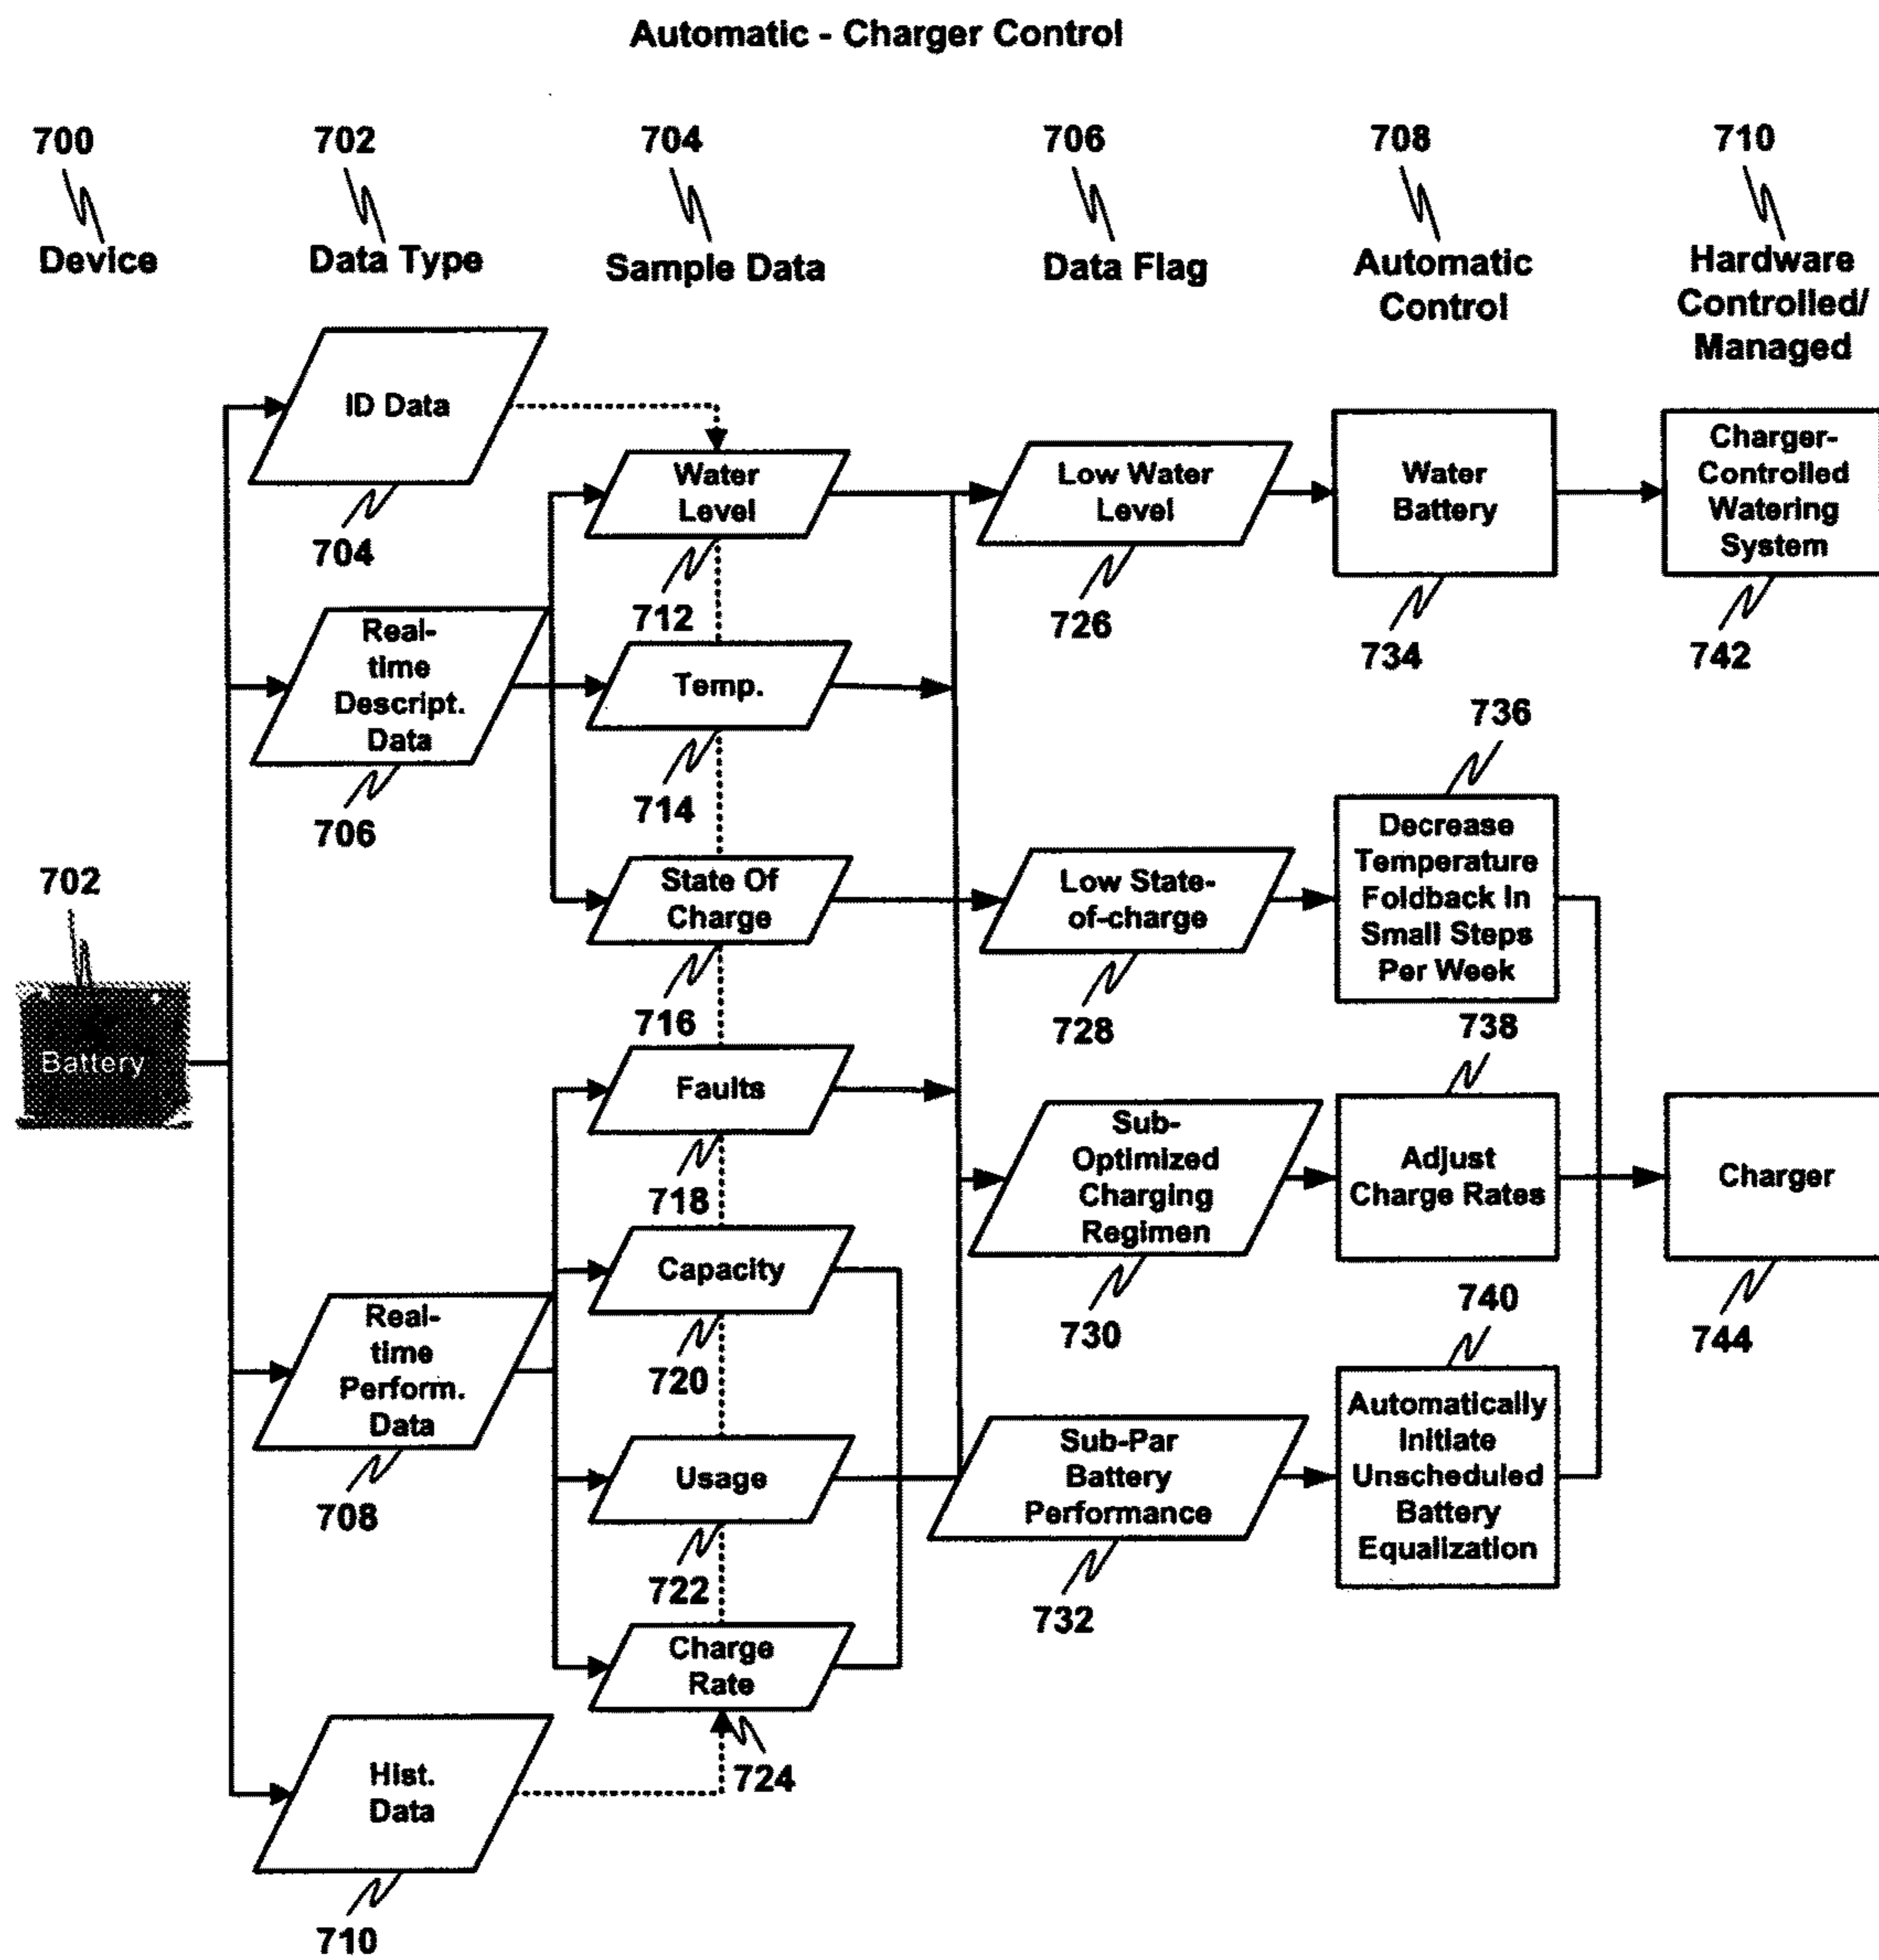 Automatic - Charger Control
700
702
704
706
708
710
Device
Data Type
Sample Data
Data Flag
Automatic
Control
Hardware
Controlled/
Managed
ID Data
704
Water
Level
712
Low Water
Level
726
Water
Battery
734
Charger-
Controlled
Watering
System
742
Real-
time
Descript.
Data
706
Temp.
714
State Of
Charge
716
Low State-
of-charge
728
736
Decrease
Temperature
Foldback In
Small Steps
Per Week
702
Battery
Faults
718
Sub-
Optimized
Charging
Regimen
730
738
Adjust
Charge Rates
Charger
744
Real-
time
Perform.
Data
708
Capacity
720
Usage
722
Sub-Par
Battery
Performance
732
740
Automatically
Initiate
Unscheduled
Battery
Equalization
Charge
Rate
724
Hist.
Data
710